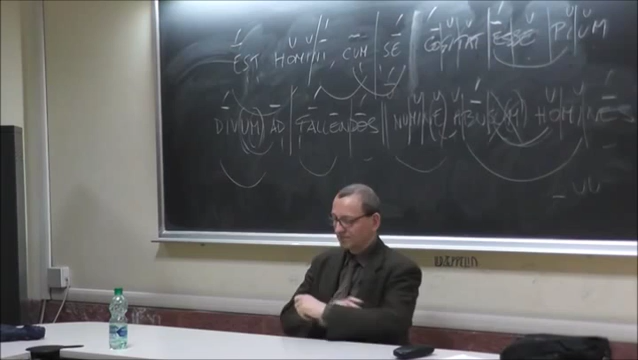 EST HOMINI, CUM SE COGITAT ESSE PIUM
DIVUM AD FALLENDOS || NUMINE ABUSUM HOMINES